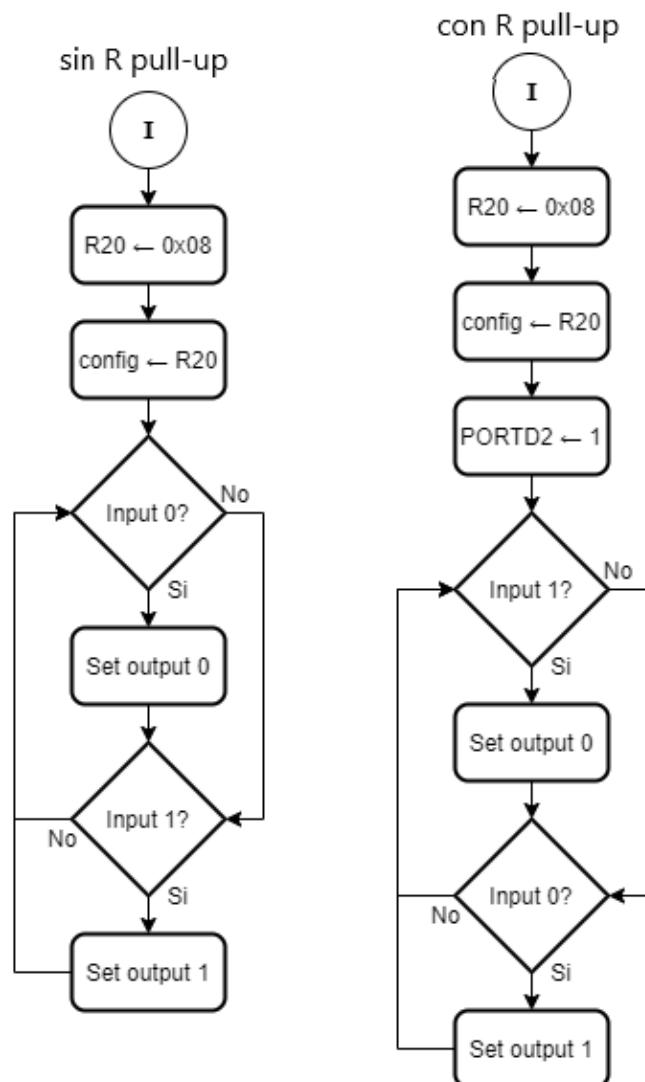 sin R pull-up
I
R20 ← 0x08
config ← R20
Input 0?
No
Si
Set output 0
Input 1?
No
Si
Set output 1
con R pull-up
I
R20 ← 0x08
config ← R20
PORTD2 ← 1
Input 1?
No
Si
Set output 0
Input 0?
No
Si
Set output 1